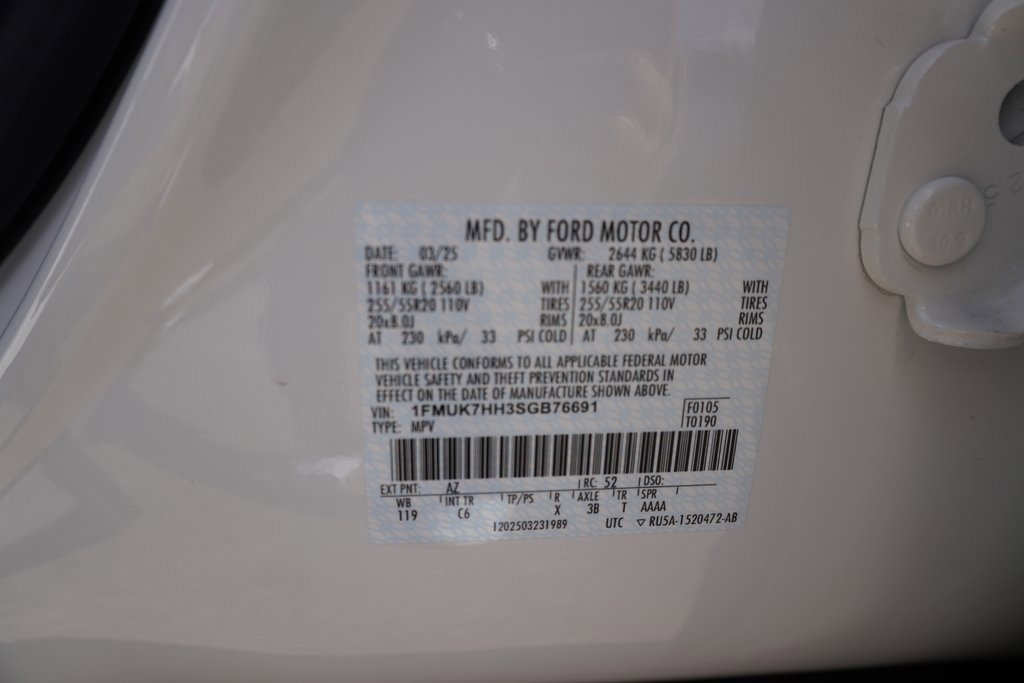 MFD. BY FORD MOTOR CO.
DATE: 03/25 GVWR: 2644 KG ( 5830 LB)
FRONT GAWR: REAR GAWR:
1161 KG ( 2560 LB) WITH 1560 KG ( 3440 LB) WITH
255/55R20 110V TIRES 255/55R20 110V TIRES
20x8.0J RIMS 20x8.0J RIMS
AT 230 kPa/ 33 PSI COLD AT 230 kPa/ 33 PSI COLD
THIS VEHICLE CONFORMS TO ALL APPLICABLE FEDERAL MOTOR
VEHICLE SAFETY AND THEFT PREVENTION STANDARDS IN
EFFECT ON THE DATE OF MANUFACTURE SHOWN ABOVE.
VIN: 1FMUK7HH3SGB76691 F0105
TYPE: MPV T0190
EXT PNT: AZ RC: 52 DSO:
WB INT TR TP/PS R AXLE TR SPR
119 C6 X 3B T AAAA
1202503231989 UTC ▽ RU5A-1520472-AB
10.9